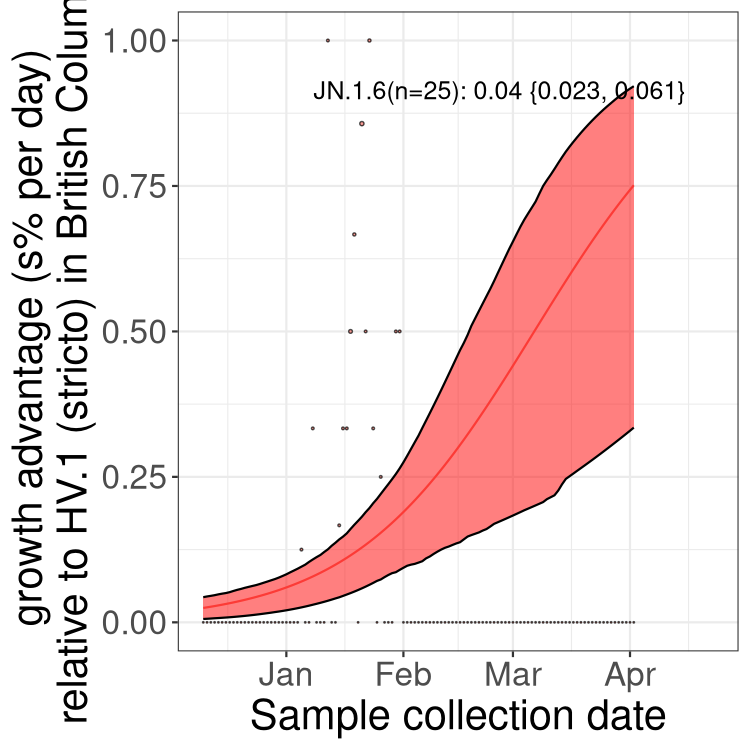 growth advantage (s% per day)
relative to HV.1 (stricto) in British Colum
1.00
0.75
0.50
0.25
0.00
JN.1.6(n=25): 0.04 {0.023, 0.061}
Jan Feb Mar Apr
Sample collection date